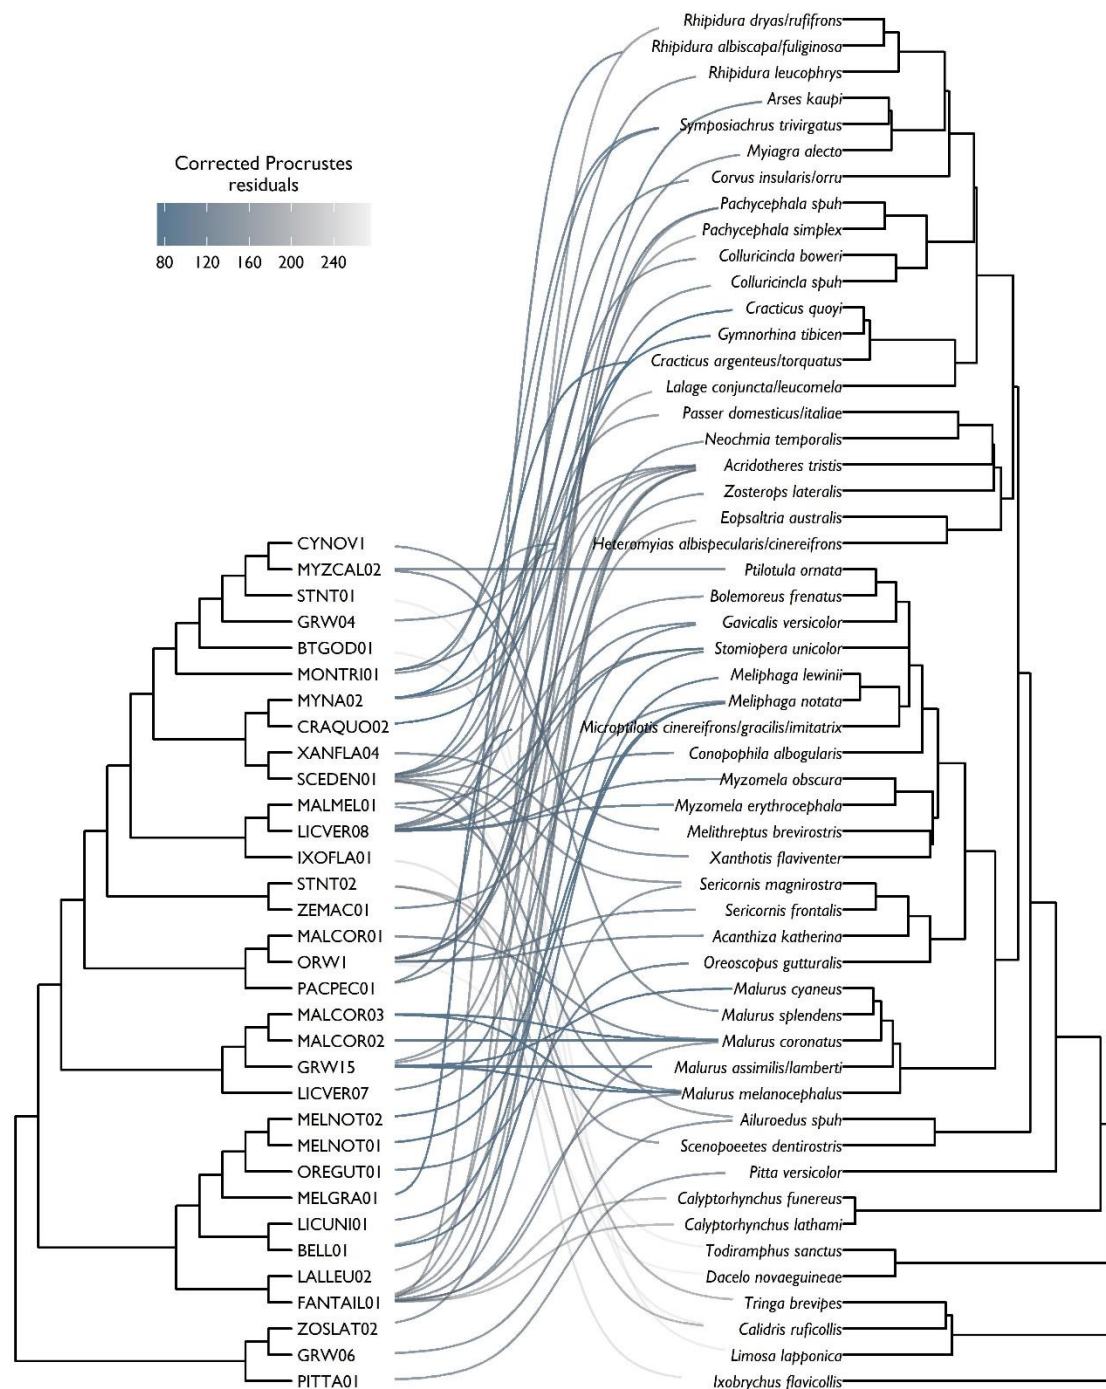 Rhipidura dryas/rufifrons
Rhipidura albiscapa/fuliginosa
Rhipidura leucophrys
Arses kaupi
Symposiachrus trivirgatus
Myiagra alecto
Corvus insularis/orru
Pachycephala spuh
Pachycephala simplex
Colluricincla boweri
Colluricincla spuh
Cracticus quoyi
Gymnorhina tibicen
Cracticus argenteus/torquatus
Lalage conjuncta/leucomela
Passer domesticus/italiae
Neochmia temporalis
Acridotheres tristis
Zosterops lateralis
Eopsaltria australis
Heteromyias albispecularis/cinereifrons
Ptilotula ornata
Bolemoreus frenatus
Gavicalis versicolor
Stomiopera unicolor
Meliphaga lewinii
Meliphaga notata
Microptilotis cinereifrons/gracilis/imitatrix
Conopophila albogularis
Myzomela obscura
Myzomela erythrocephala
Melithreptus brevirostris
Xanthotis flaviventer
Sericornis magnirostra
Sericornis frontalis
Acanthiza katherina
Oreoscopus gutturalis
Malurus cyaneus
Malurus splendens
Malurus coronatus
Malurus assimilis/lamberti
Malurus melanocephalus
Ailuroedus spuh
Scenopoeetes dentirostris
Pitta versicolor
Calyptorhynchus funereus
Calyptorhynchus lathami
Todiramphus sanctus
Dacelo novaeguineae
Tringa brevipes
Calidris ruficollis
Limosa lapponica
Ixobrychus flavicollis
Corrected Procrustes
residuals
80 120 160 200 240
CYNOV1
MYZCAL02
STNT01
GRW04
BTGOD01
MONTRI01
MYNA02
CRAQUO02
XANFLA04
SCEDEN01
MALMEL01
LICVER08
IXOFLA01
STNT02
ZEMAC01
MALCOR01
ORW1
PACPEC01
MALCOR03
MALCOR02
GRW15
LICVER07
MELNOT02
MELNOT01
OREGUT01
MELGRA01
LICUNI01
BELL01
LALLEU02
FANTAIL01
ZOSLAT02
GRW06
PITTA01